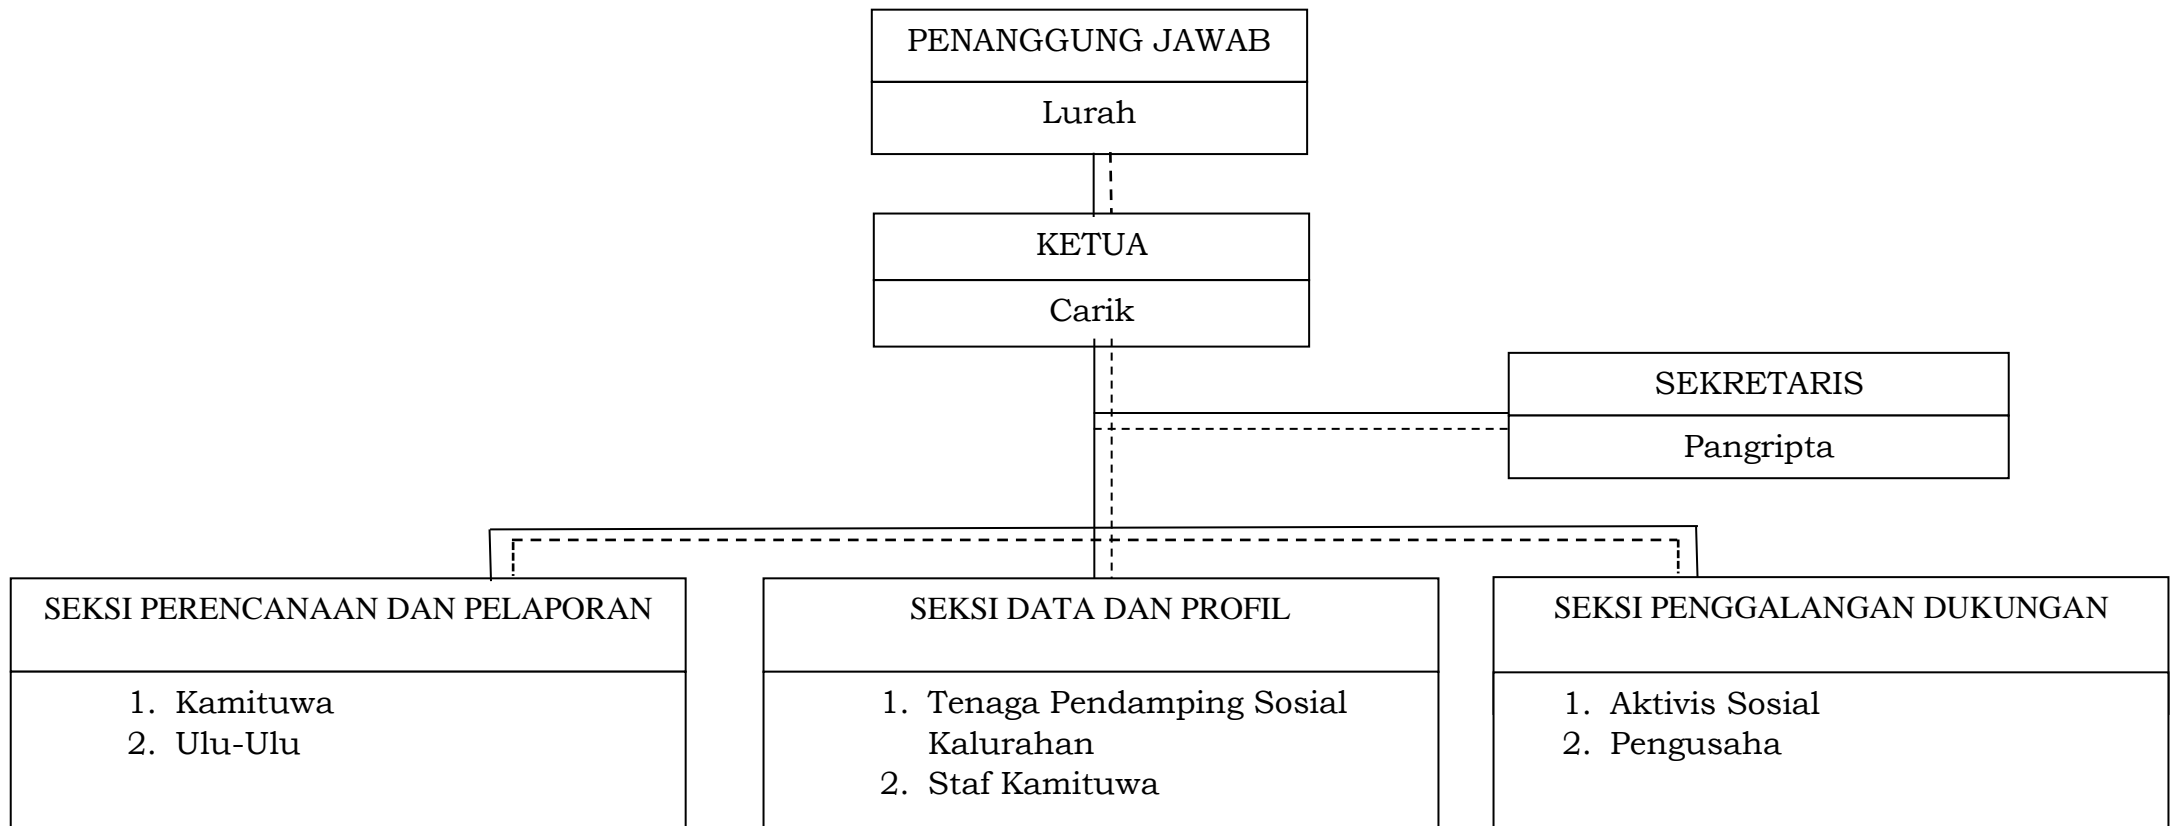 PENANGGUNG JAWAB
Lurah
KETUA
Carik
SEKRETARIS
Pangripta
SEKSI PERENCANAAN DAN PELAPORAN
1. Kamituwa
2. Ulu-Ulu
SEKSI DATA DAN PROFIL
1. Tenaga Pendamping Sosial
Kalurahan
2. Staf Kamituwa
SEKSI PENGGALANGAN DUKUNGAN
1. Aktivis Sosial
2. Pengusaha